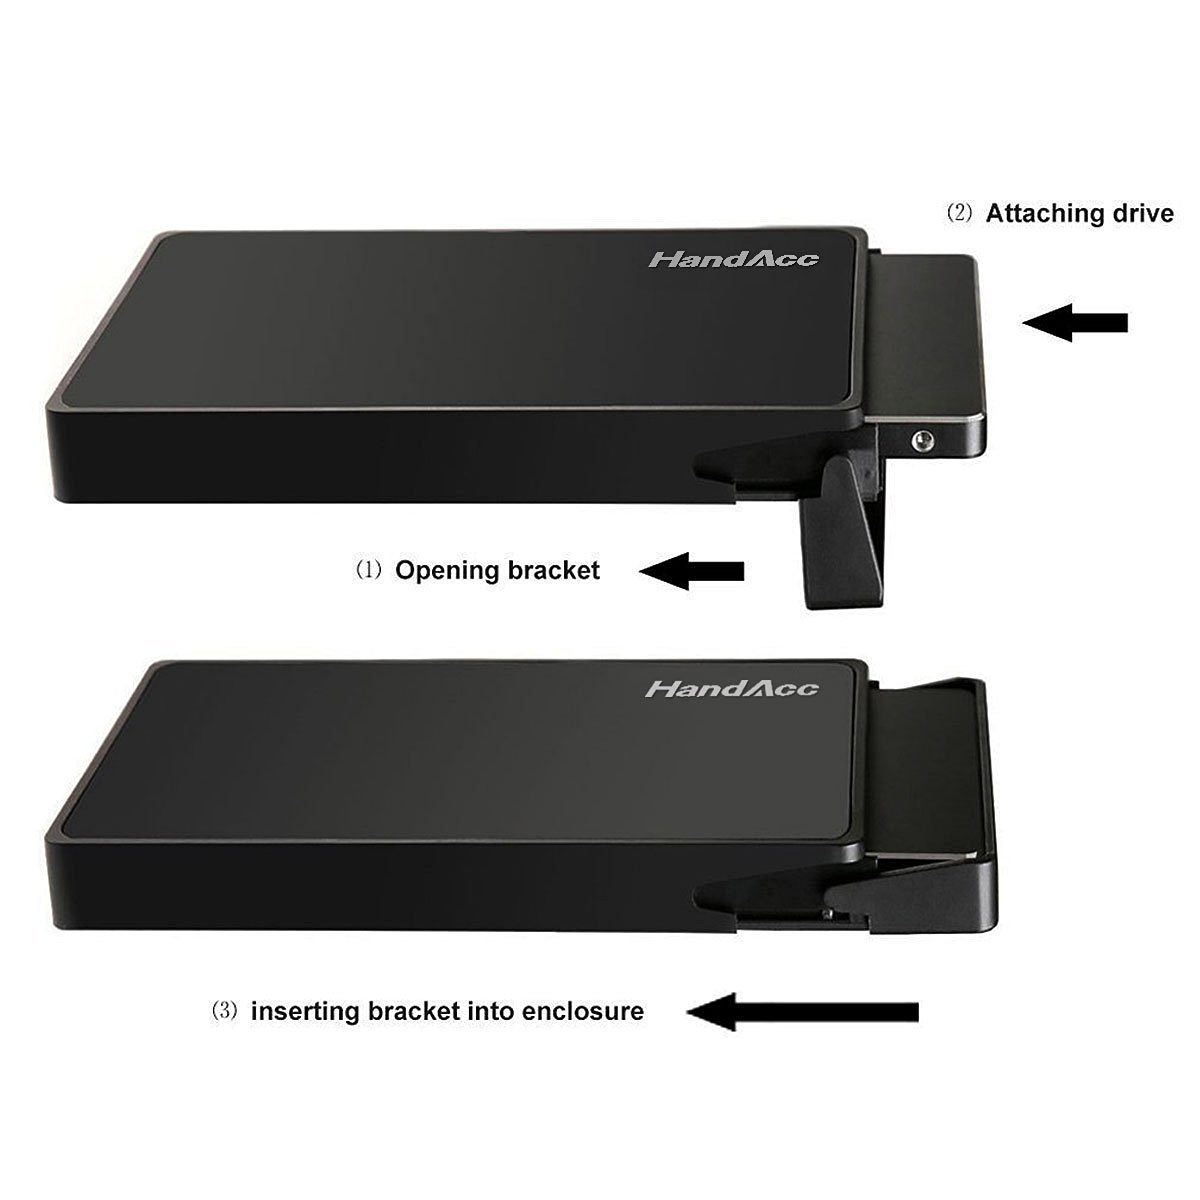 ⑵ Attaching drive
HandAcc
⑴ Opening bracket
HandAcc
⑶ inserting bracket into enclosure